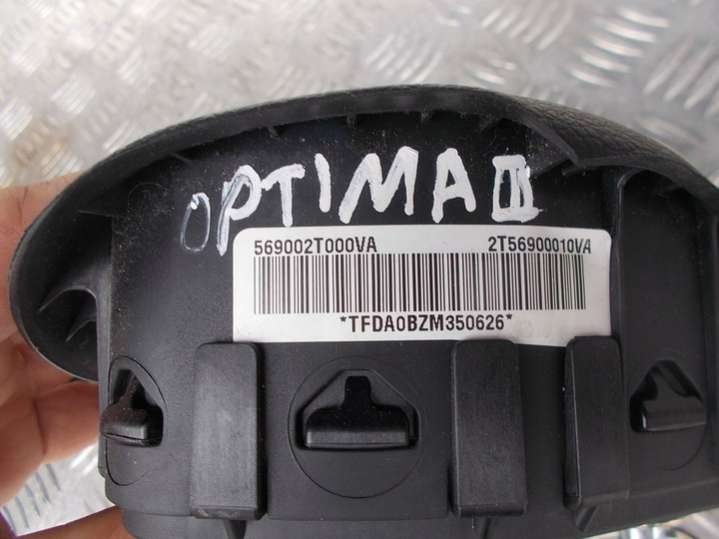 OPTIMA III
569002T000VA 2T56900010VA
*TFDA0BZM350626*